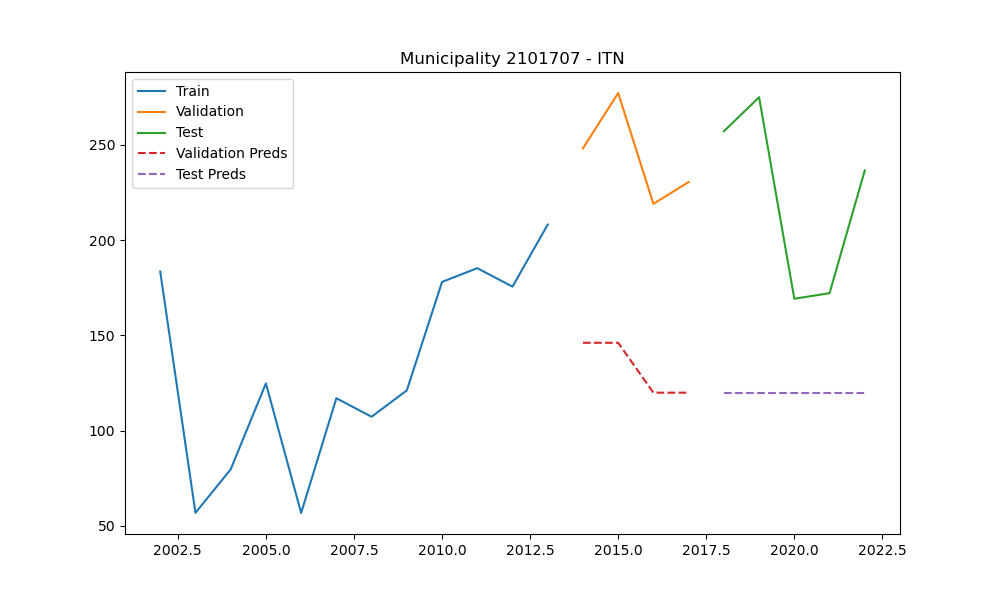 Municipality 2101707 - ITN
Train
Validation
Test
Validation Preds
Test Preds
250
200
150
100
50
2002.5 2005.0 2007.5 2010.0 2012.5 2015.0 2017.5 2020.0 2022.5